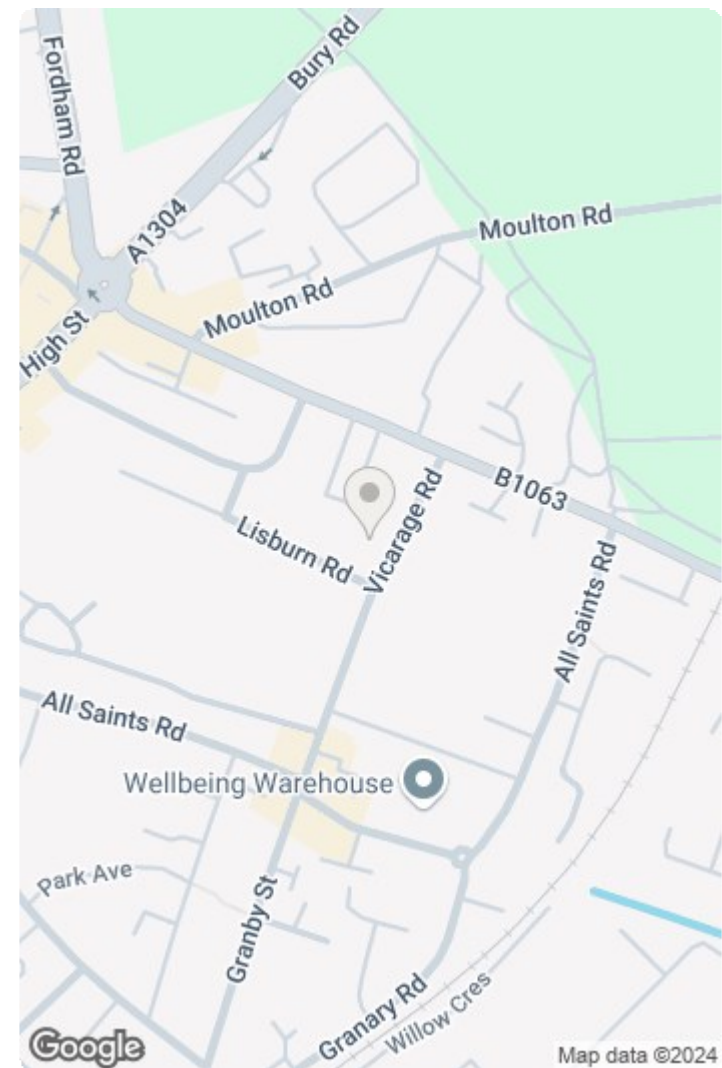 Fordham Rd
Bury Rd
A1304
Moulton Rd
Moulton Rd
High St
B1063
Lisburn Rd
Vicarage Rd
All Saints Rd
All Saints Rd
Wellbeing Warehouse
Park Ave
Granby St
Granary Rd
Willow Cres
Google
Map data ©2024